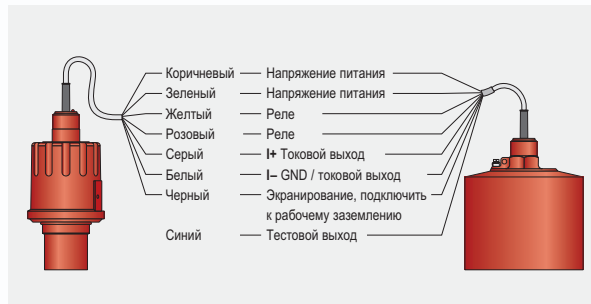 Коричневый Напряжение питания
Зеленый Напряжение питания
Желтый Реле
Розовый Реле
Серый I+ Токовой выход
Белый I– GND / токовой выход
Черный Экранирование, подключить
к рабочему заземлению
Синий Тестовой выход